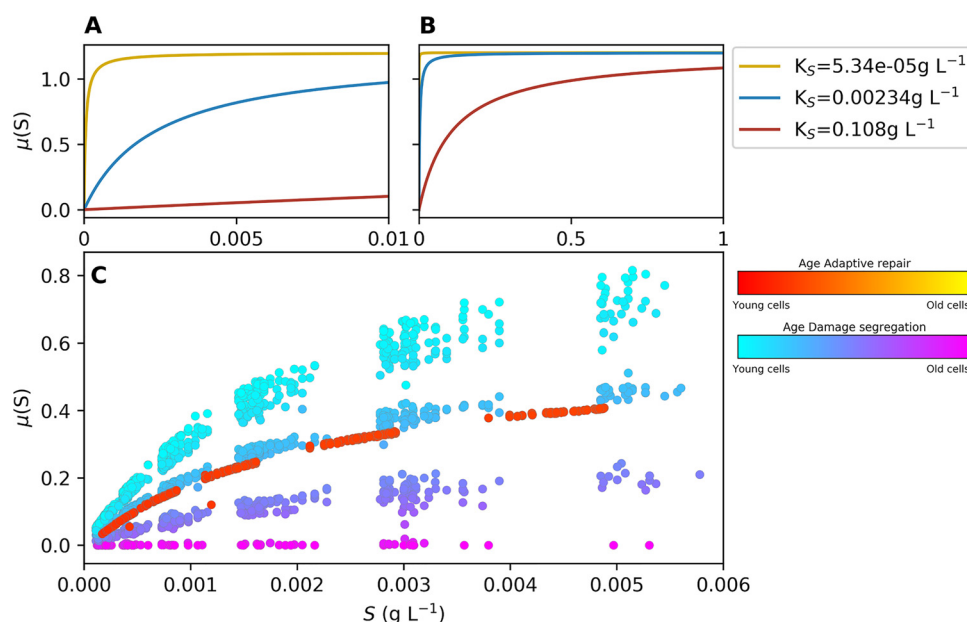 A
B
μ(S)
1.0
0.0
0
0.005
0.01
0
0.5
1
K_S=5.34e-05g L⁻¹
K_S=0.00234g L⁻¹
K_S=0.108g L⁻¹
C
μ(S)
0.8
0.6
0.4
0.2
0.0
0.000
0.001
0.002
0.003
0.004
0.005
0.006
S (g L⁻¹)
Age Adaptive repair
Young cells
Old cells
Age Damage segregation
Young cells
Old cells